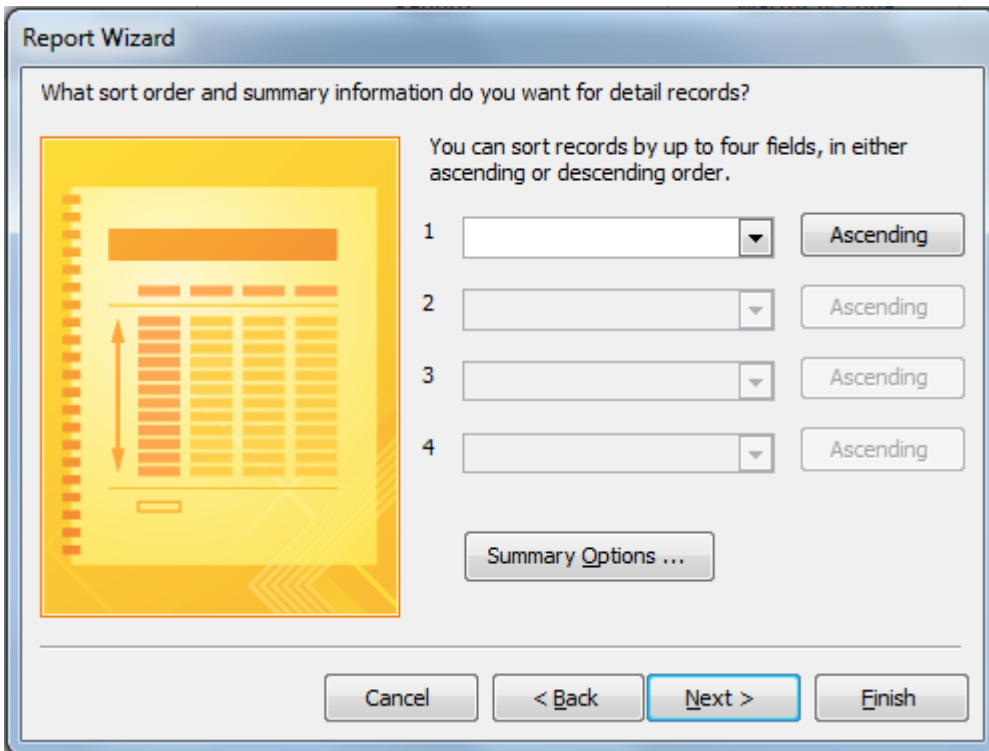 Report Wizard
What sort order and summary information do you want for detail records?
You can sort records by up to four fields, in either
ascending or descending order.
1 Ascending
2 Ascending
3 Ascending
4 Ascending
Summary Options ...
Cancel < Back Next > Finish